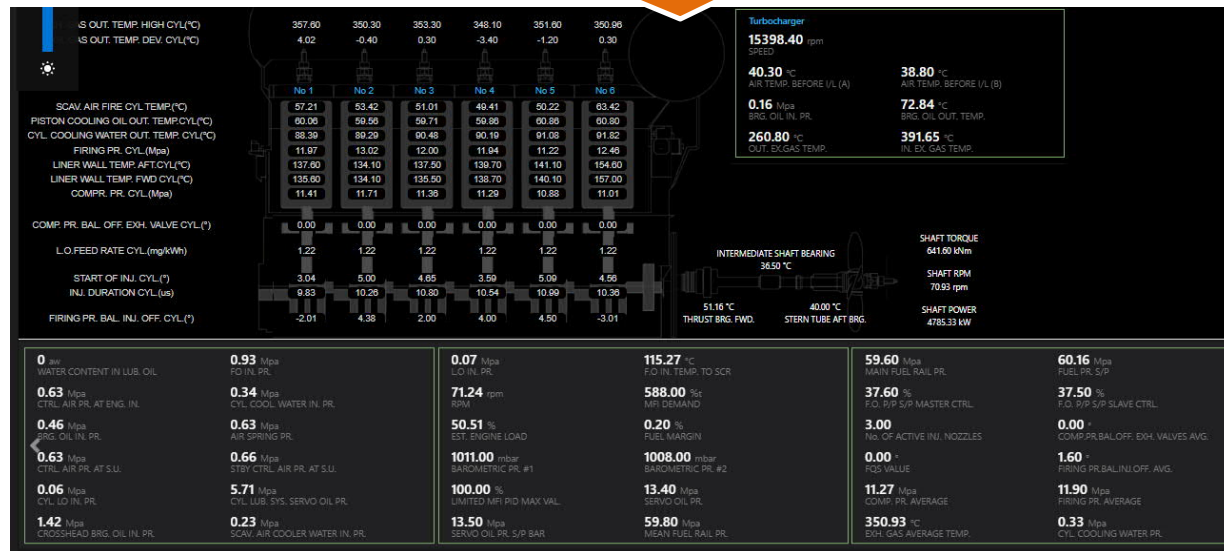 AS OUT. TEMP. HIGH CYL(°C) 357.60 350.30 353.30 348.10 351.60 350.96
AS OUT. TEMP. DEV. CYL(°C) 4.02 -0.40 0.30 -3.40 -1.20 0.30
No 1 No 2 No 3 No 4 No 5 No 6
SCAV. AIR FIRE CYL TEMP.(°C) 57.21 53.42 51.01 49.41 50.22 63.42
PISTON COOLING OIL OUT. TEMP.CYL(°C) 60.06 59.56 59.71 59.86 60.86 60.80
CYL. COOLING WATER OUT. TEMP. CYL(°C) 88.39 89.29 90.48 90.19 91.08 91.82
FIRING PR. CYL(Mpa) 11.97 13.02 12.00 11.94 11.22 12.46
LINER WALL TEMP. AFT.CYL(°C) 137.60 134.10 137.50 139.70 141.10 154.60
LINER WALL TEMP. FWD CYL(°C) 135.60 134.10 135.50 138.70 140.10 157.00
COMPR. PR. CYL.(Mpa) 11.41 11.71 11.36 11.29 10.88 11.01
COMP. PR. BAL. OFF. EXH. VALVE CYL.(°) 0.00 0.00 0.00 0.00 0.00 0.00
L.O.FEED RATE CYL.(mg/kWh) 1.22 1.22 1.22 1.22 1.22 1.22
START OF INJ. CYL.(°) 3.04 5.00 4.65 3.59 5.09 4.56
INJ. DURATION CYL.(us) 9.83 10.26 10.80 10.54 10.99 10.36
FIRING PR. BAL. INJ. OFF. CYL.(°) -2.01 4.38 2.00 4.00 4.50 -3.01
Turbocharger
15398.40 rpm
SPEED
40.30 °C 38.80 °C
AIR TEMP. BEFORE I/L (A) AIR TEMP. BEFORE I/L (B)
0.16 Mpa 72.84 °C
BRG. OIL IN. PR. BRG. OIL OUT. TEMP.
260.80 °C 391.65 °C
OUT. EX.GAS TEMP. IN. EX. GAS TEMP.
INTERMEDIATE SHAFT BEARING
36.50 °C
51.16 °C 40.00 °C
THRUST BRG. FWD. STERN TUBE AFT BRG.
SHAFT TORQUE
641.60 kNm
SHAFT RPM
70.93 rpm
SHAFT POWER
4785.33 kW
0 aw 0.93 Mpa
WATER CONTENT IN LUB. OIL FO IN. PR.
0.63 Mpa 0.34 Mpa
CTRL. AIR PR. AT ENG. IN. CYL. COOL. WATER IN. PR.
0.46 Mpa 0.63 Mpa
BRG. OIL IN. PR. AIR SPRING PR.
0.63 Mpa 0.66 Mpa
CTRL. AIR PR. AT S.U. STBY CTRL. AIR PR. AT S.U.
0.06 Mpa 5.71 Mpa
CYL. LO IN. PR. CYL. LUB. SYS. SERVO OIL PR.
1.42 Mpa 0.23 Mpa
CROSSHEAD BRG. OIL IN. PR. SCAV. AIR COOLER WATER IN. PR.
0.07 Mpa 115.27 °C
L.O IN. PR. F.O IN. TEMP. TO SCR
71.24 rpm 588.00 %t
RPM MFI DEMAND
50.51 % 0.20 %
EST. ENGINE LOAD FUEL MARGIN
1011.00 mbar 1008.00 mbar
BAROMETRIC PR. #1 BAROMETRIC PR. #2
100.00 % 13.40 Mpa
LIMITED MFI PID MAX VAL. SERVO OIL PR.
13.50 Mpa 59.80 Mpa
SERVO OIL PR. S/P BAR MEAN FUEL RAIL PR.
59.60 Mpa 60.16 Mpa
MAIN FUEL RAIL PR. FUEL PR. S/P
37.60 % 37.50 %
F.O. P/P S/P MASTER CTRL. F.O. P/P S/P SLAVE CTRL.
3.00 0.00 °
No. OF ACTIVE INJ. NOZZLES COMP.PR.BAL.OFF. EXH. VALVES AVG.
0.00 ° 1.60 °
FQS VALUE FIRING PR.BAL.INJ.OFF. AVG.
11.27 Mpa 11.90 Mpa
COMP. PR. AVERAGE FIRING PR. AVERAGE
350.93 °C 0.33 Mpa
EXH. GAS AVERAGE TEMP. CYL. COOLING WATER PR.